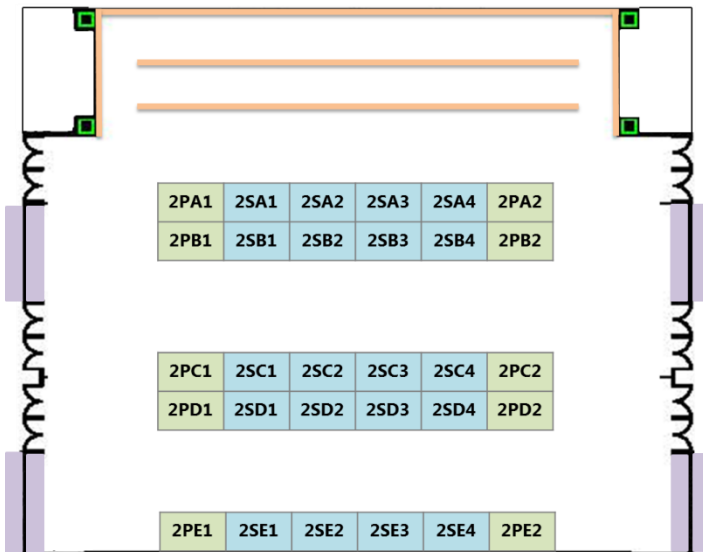 2PA1 2SA1 2SA2 2SA3 2SA4 2PA2
2PB1 2SB1 2SB2 2SB3 2SB4 2PB2
2PC1 2SC1 2SC2 2SC3 2SC4 2PC2
2PD1 2SD1 2SD2 2SD3 2SD4 2PD2
2PE1 2SE1 2SE2 2SE3 2SE4 2PE2